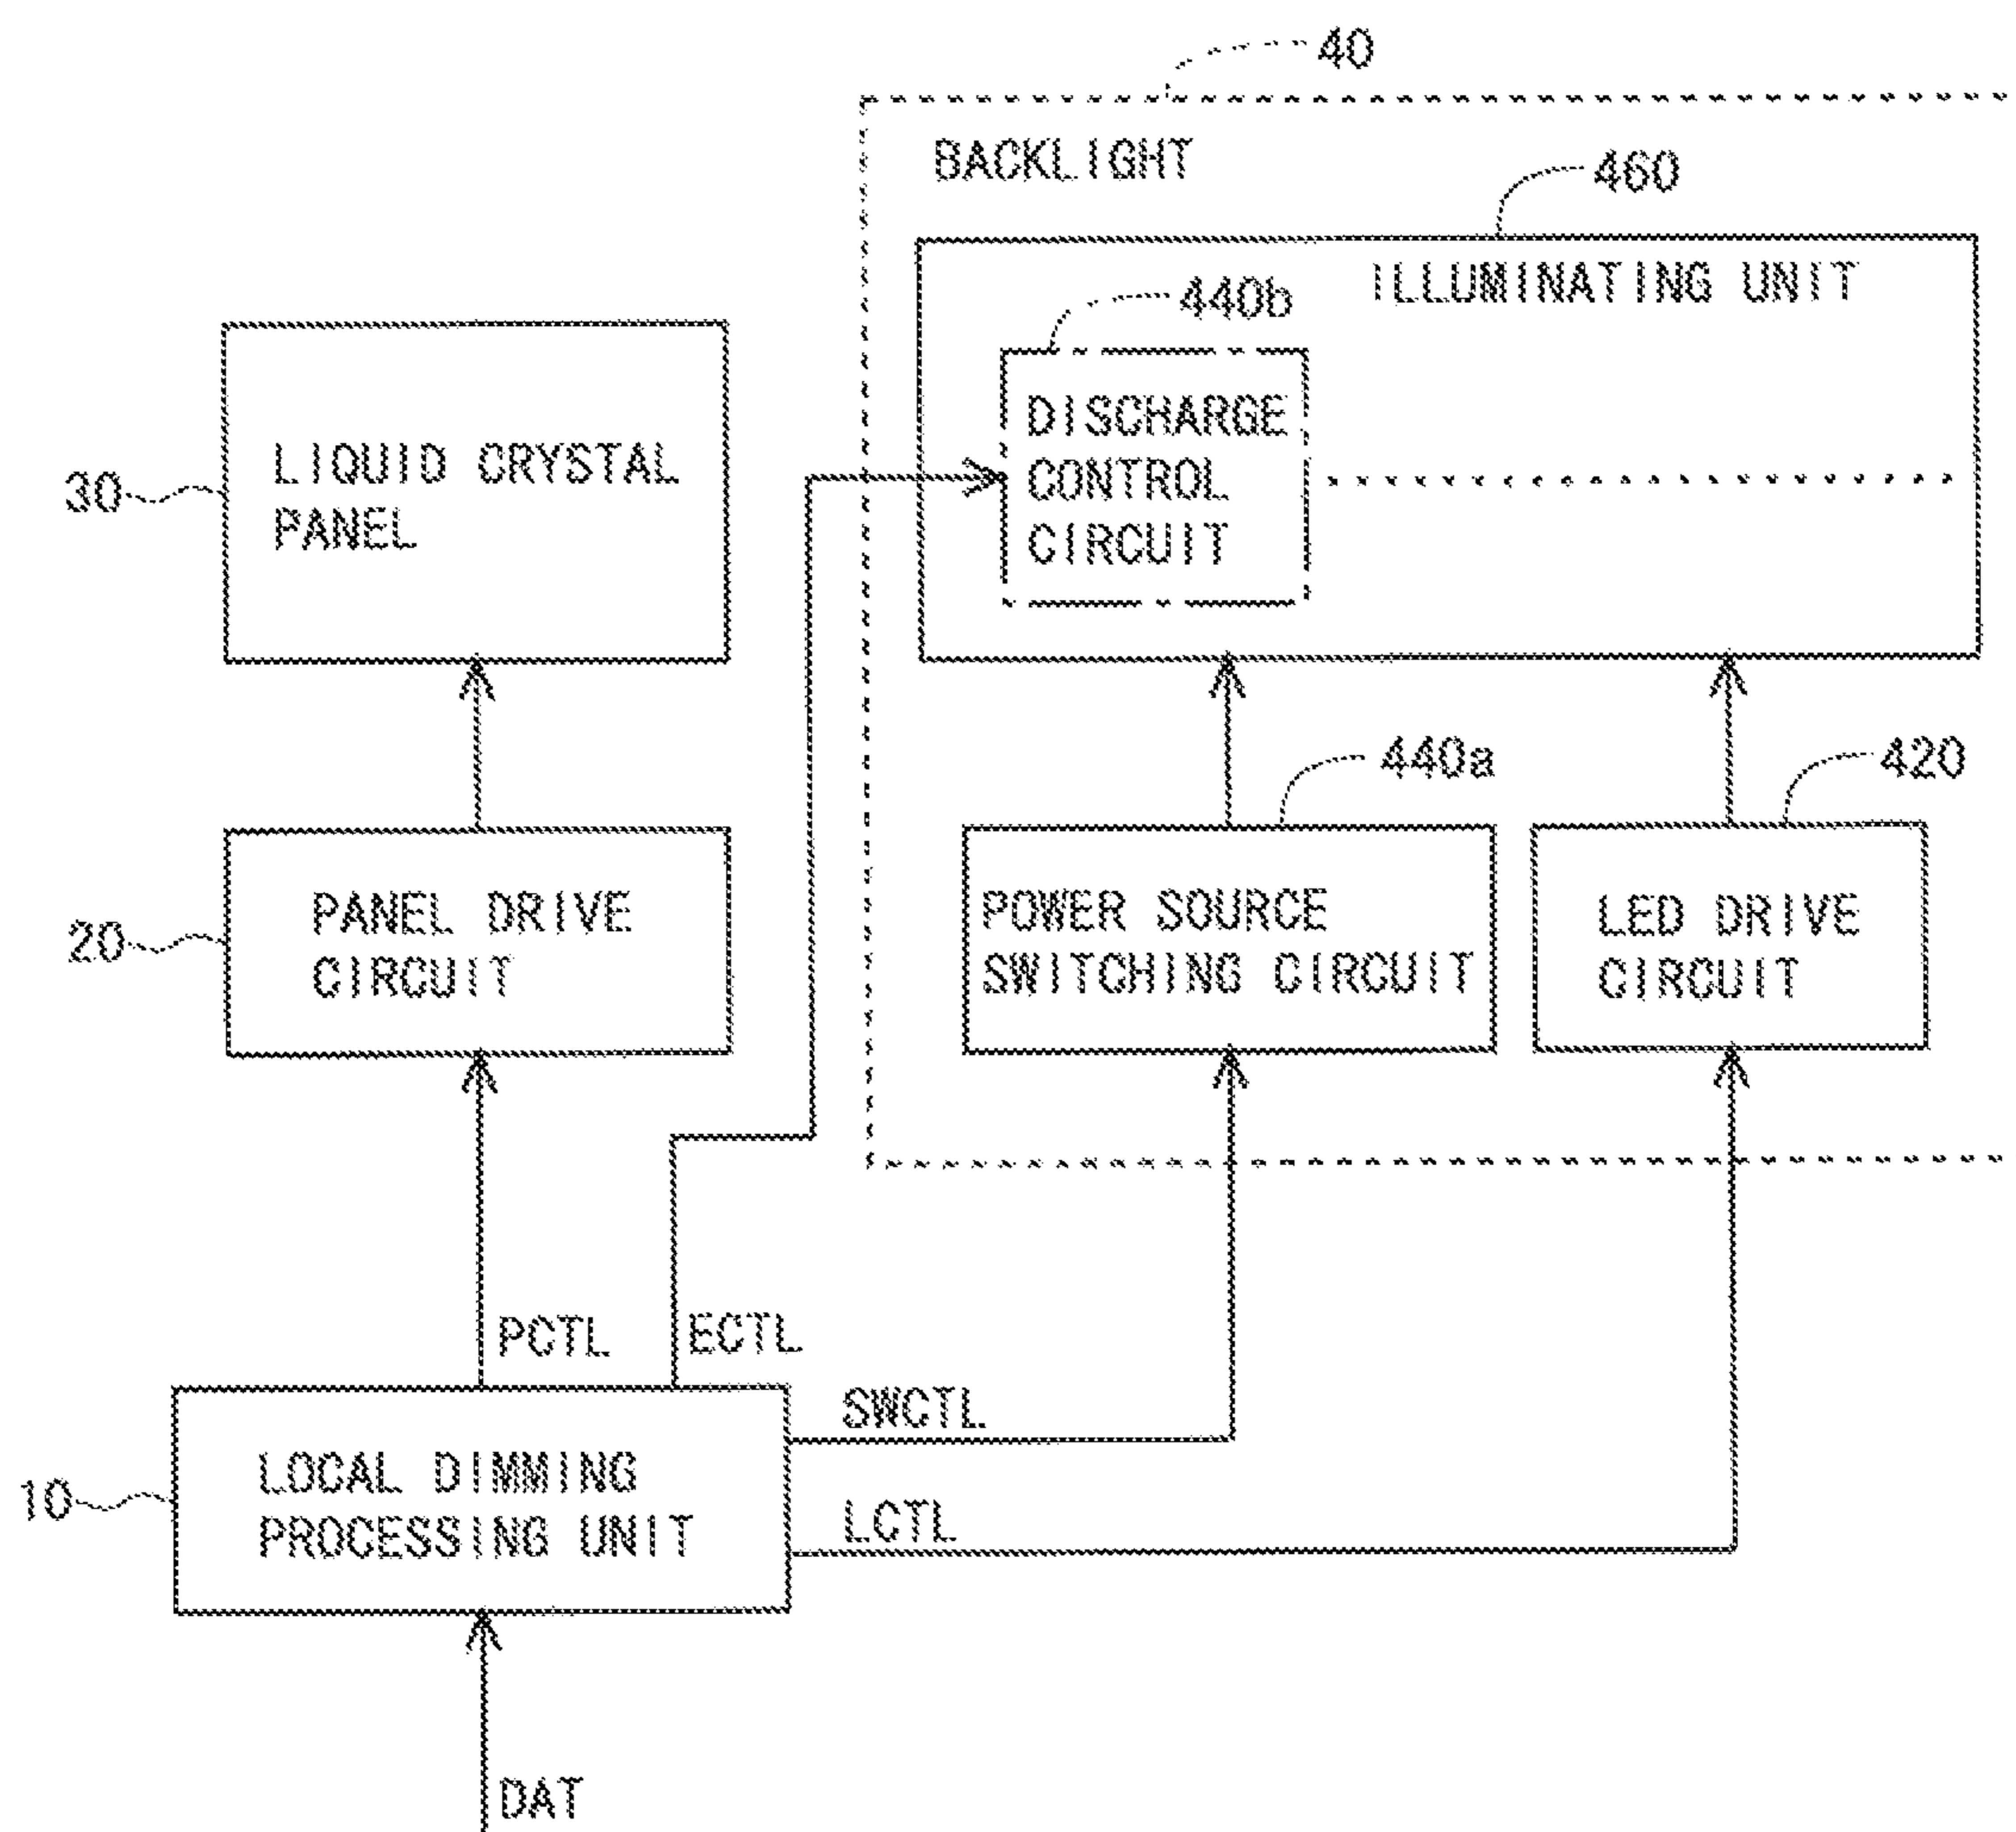 40
BACKLIGHT
460
ILLUMINATING UNIT
440b
DISCHARGE
CONTROL
CIRCUIT
30
LIQUID CRYSTAL
PANEL
440a
420
20
PANEL DRIVE
CIRCUIT
POWER SOURCE
SWITCHING CIRCUIT
LED DRIVE
CIRCUIT
PCTL
ECTL
SWCTL
LCTL
10
LOCAL DIMMING
PROCESSING UNIT
DAT